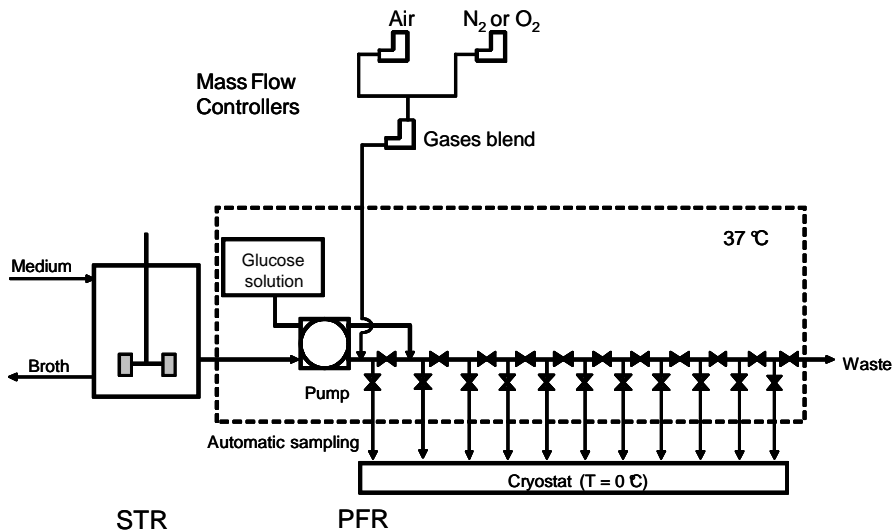 Air
N₂ or O₂
Mass Flow
Controllers
Gases blend
37 °C
Medium
Glucose
solution
Broth
Pump
Waste
Automatic sampling
Cryostat (T = 0 °C)
STR
PFR